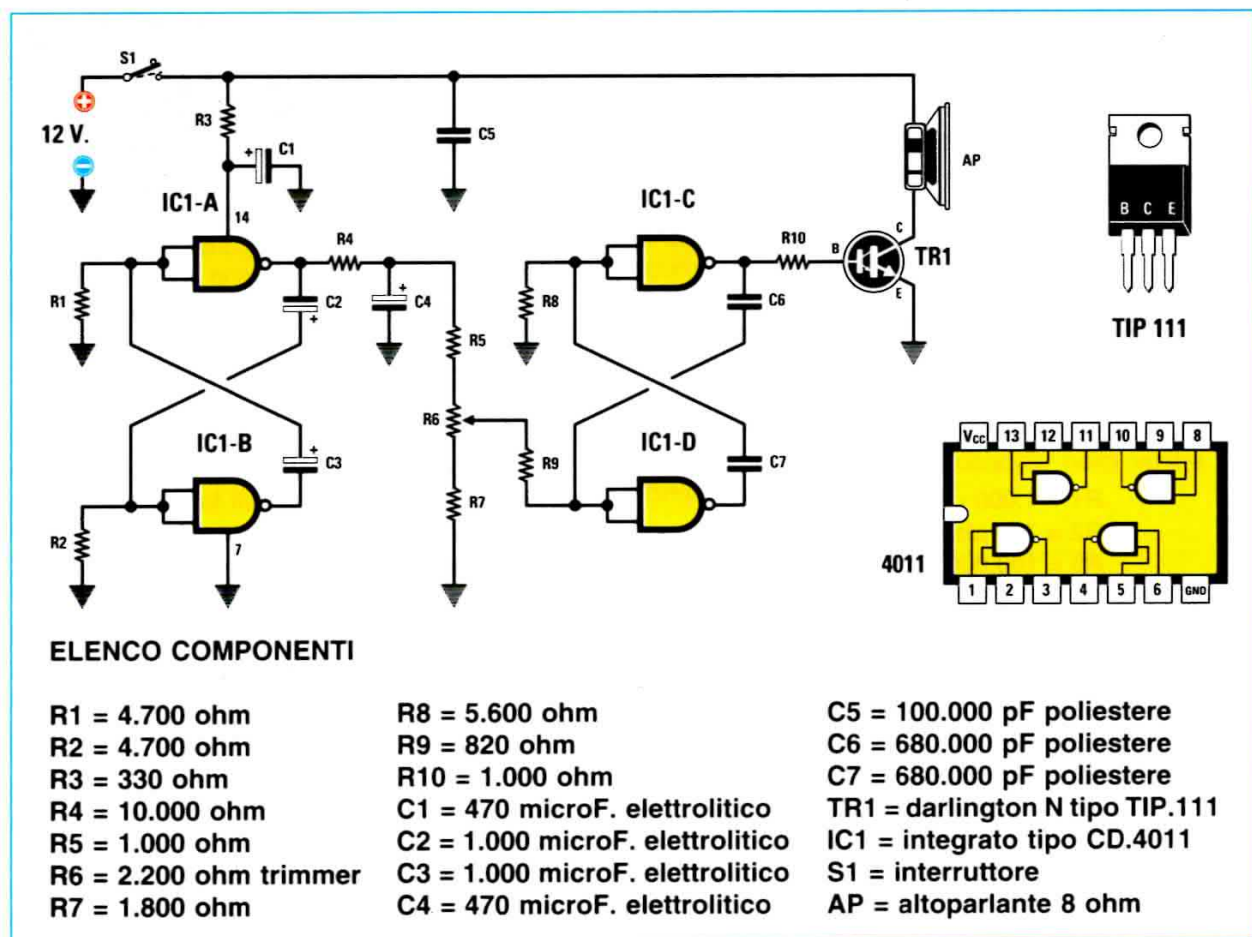 S1
12 V.
R3
C1
C5
AP
IC1-A
14
R4
R1
C2
C4
R5
R6
R7
IC1-B
C3
R2
7
IC1-C
R10
B
C
E
TR1
R8
C6
R9
IC1-D
C7
B C E
TIP 111
Vcc 13 12 11 10 9 8
4011
1 2 3 4 5 6 GND
ELENCO COMPONENTI
R1 = 4.700 ohm
R2 = 4.700 ohm
R3 = 330 ohm
R4 = 10.000 ohm
R5 = 1.000 ohm
R6 = 2.200 ohm trimmer
R7 = 1.800 ohm
R8 = 5.600 ohm
R9 = 820 ohm
R10 = 1.000 ohm
C1 = 470 microF. elettrolitico
C2 = 1.000 microF. elettrolitico
C3 = 1.000 microF. elettrolitico
C4 = 470 microF. elettrolitico
C5 = 100.000 pF poliestere
C6 = 680.000 pF poliestere
C7 = 680.000 pF poliestere
TR1 = darlington N tipo TIP.111
IC1 = integrato tipo CD.4011
S1 = interruttore
AP = altoparlante 8 ohm